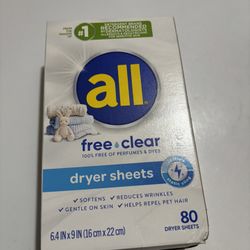 #1
RECOMMENDED
all
free clear
100% FREE OF PERFUMES & DYES
dryer sheets
✓ SOFTENS ✓ REDUCES WRINKLES
✓ GENTLE ON SKIN ✓ HELPS REPEL PET HAIR
6.4 IN X 9 IN (16 cm X 22 cm)
80
DRYER SHEETS